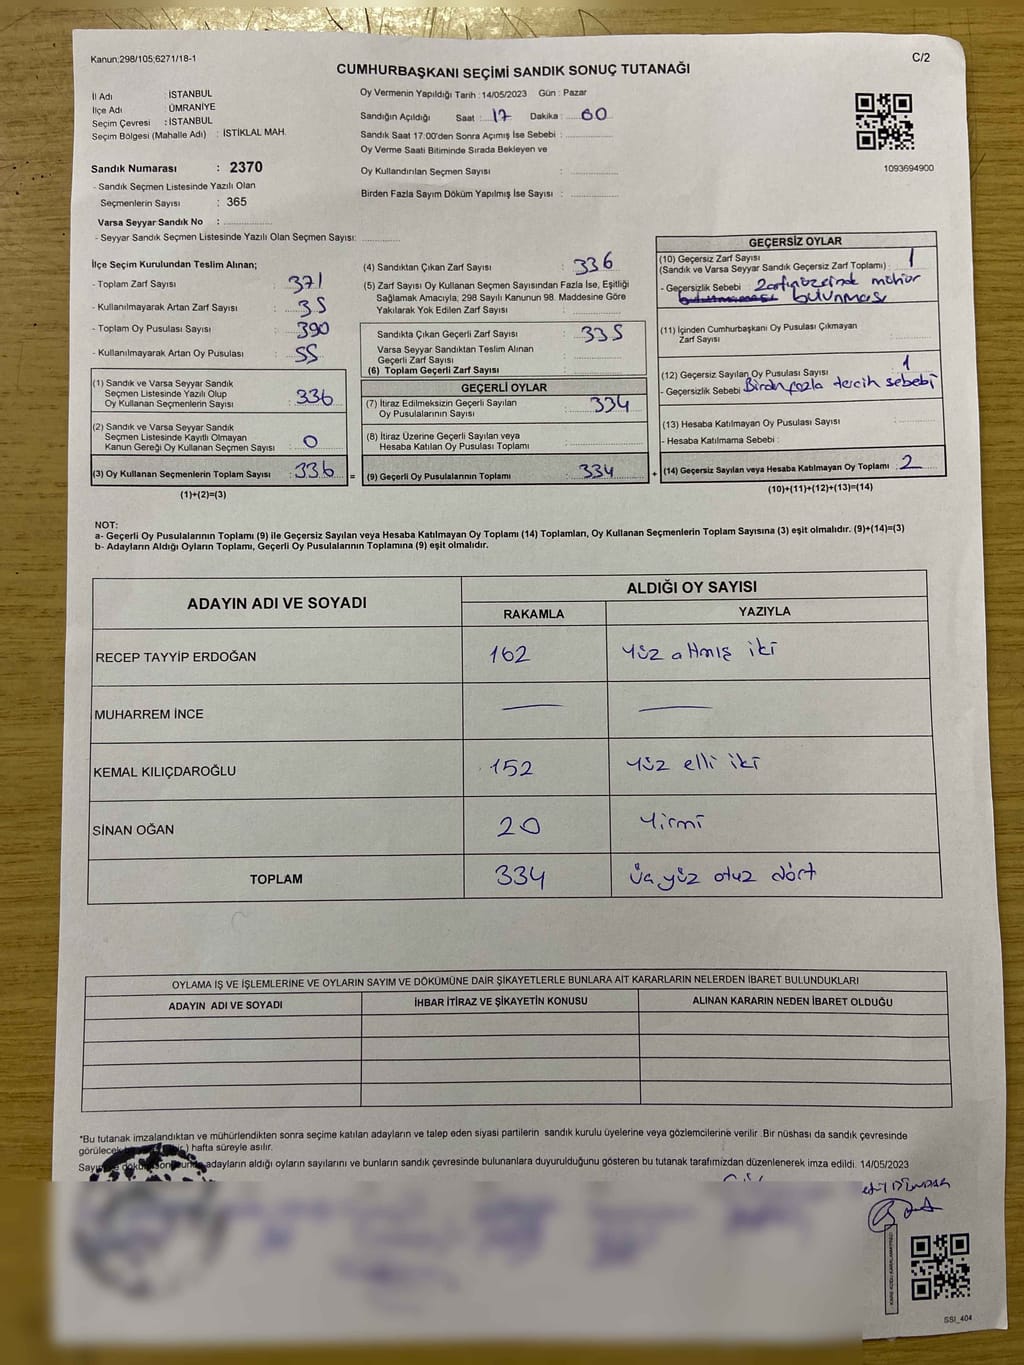 Kanun:298/105;6271/18-1
C/2
CUMHURBAŞKANI SEÇİMİ SANDIK SONUÇ TUTANAĞI
İl Adı : İSTANBUL
İlçe Adı : ÜMRANİYE
Seçim Çevresi : İSTANBUL
Seçim Bölgesi (Mahalle Adı) : İSTİKLAL MAH.
Sandık Numarası : 2370
- Sandık Seçmen Listesinde Yazılı Olan
Seçmenlerin Sayısı : 365
Varsa Seyyar Sandık No :
- Seyyar Sandık Seçmen Listesinde Yazılı Olan Seçmen Sayısı:
Oy Vermenin Yapıldığı Tarih : 14/05/2023 Gün : Pazar
Sandığın Açıldığı Saat : 17 Dakika : 00
Sandık Saat 17:00'den Sonra Açımış İse Sebebi :
Oy Verme Saati Bitiminde Sırada Bekleyen ve
Oy Kullandırılan Seçmen Sayısı :
Birden Fazla Sayım Döküm Yapılmış İse Sayısı :
1093694900
İlçe Seçim Kurulundan Teslim Alınan;
- Toplam Zarf Sayısı : 371
- Kullanılmayarak Artan Zarf Sayısı : 35
- Toplam Oy Pusulası Sayısı : 390
- Kullanılmayarak Artan Oy Pusulası : 55
(1) Sandık ve Varsa Seyyar Sandık
Seçmen Listesinde Yazılı Olup
Oy Kullanan Seçmenlerin Sayısı : 336
(2) Sandık ve Varsa Seyyar Sandık
Seçmen Listesinde Kayıtlı Olmayan
Kanun Gereği Oy Kullanan Seçmen Sayısı : 0
(3) Oy Kullanan Seçmenlerin Toplam Sayısı : 336 =
(1)+(2)=(3)
(4) Sandıktan Çıkan Zarf Sayısı : 336
(5) Zarf Sayısı Oy Kullanan Seçmen Sayısından Fazla İse, Eşitliği
Sağlamak Amacıyla; 298 Sayılı Kanunun 98. Maddesine Göre
Yakılarak Yok Edilen Zarf Sayısı :
Sandıkta Çıkan Geçerli Zarf Sayısı : 335
Varsa Seyyar Sandıktan Teslim Alınan
Geçerli Zarf Sayısı :
(6) Toplam Geçerli Zarf Sayısı :
GEÇERLİ OYLAR
(7) İtiraz Edilmeksizin Geçerli Sayılan
Oy Pusulalarının Sayısı : 334
(8) İtiraz Üzerine Geçerli Sayılan veya
Hesaba Katılan Oy Pusulası Toplamı :
(9) Geçerli Oy Pusulalarının Toplamı : 334 +
GEÇERSİZ OYLAR
(10) Geçersiz Zarf Sayısı
(Sandık ve Varsa Seyyar Sandık Geçersiz Zarf Toplamı) : 1
- Geçersizlik Sebebi : Zarf yüzeyinde mühür
bulunmaması bulunması
(11) İçinden Cumhurbaşkanı Oy Pusulası Çıkmayan
Zarf Sayısı :
(12) Geçersiz Sayılan Oy Pusulası Sayısı : 1
- Geçersizlik Sebebi Birden fazla tercih sebebi
(13) Hesaba Katılmayan Oy Pusulası Sayısı :
- Hesaba Katılmama Sebebi :
(14) Geçersiz Sayılan veya Hesaba Katılmayan Oy Toplamı : 2
(10)+(11)+(12)+(13)=(14)
NOT:
a- Geçerli Oy Pusulalarının Toplamı (9) ile Geçersiz Sayılan veya Hesaba Katılmayan Oy Toplamı (14) Toplamları, Oy Kullanan Seçmenlerin Toplam Sayısına (3) eşit olmalıdır. (9)+(14)=(3)
b- Adayların Aldığı Oyların Toplamı, Geçerli Oy Pusulalarının Toplamına (9) eşit olmalıdır.
ADAYIN ADI VE SOYADI
ALDIĞI OY SAYISI
RAKAMLA YAZIYLA
RECEP TAYYİP ERDOĞAN 162 Yüz altmış iki
MUHARREM İNCE — —
KEMAL KILIÇDAROĞLU 152 Yüz elli iki
SİNAN OĞAN 20 Yirmi
TOPLAM 334 Üç yüz otuz dört
OYLAMA İŞ VE İŞLEMLERİNE VE OYLARIN SAYIM VE DÖKÜMÜNE DAİR ŞİKAYETLERLE BUNLARA AİT KARARLARIN NELERDEN İBARET BULUNDUKLARI
ADAYIN ADI VE SOYADI İHBAR İTİRAZ VE ŞİKAYETİN KONUSU ALINAN KARARIN NEDEN İBARET OLDUĞU
*Bu tutanak imzalandıktan ve mühürlendikten sonra seçime katılan adayların ve talep eden siyasi partilerin sandık kurulu üyelerine veya gözlemcilerine verilir .Bir nüshası da sandık çevresinde
görülecek hafta süreyle asılır.
adayların aldığı oyların sayılarını ve bunların sandık çevresinde bulunanlara duyurulduğunu gösteren bu tutanak tarafımızdan düzenlenerek imza edildi. 14/05/2023
SSI_404